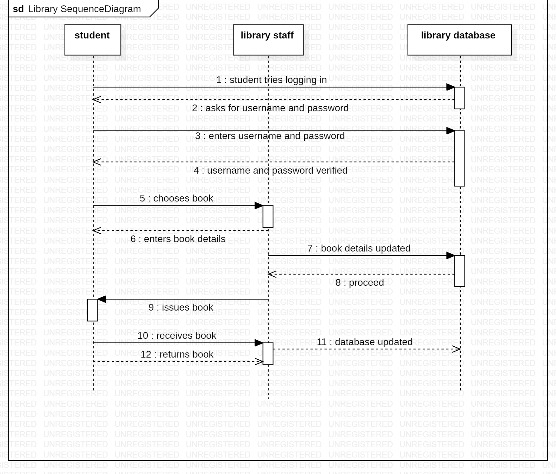 sd Library SequenceDiagram
student
library staff
library database
1 : student tries logging in
2 : asks for username and password
3 : enters username and password
4 : username and password verified
5 : chooses book
6 : enters book details
7 : book details updated
8 : proceed
9 : issues book
10 : receives book
11 : database updated
12 : returns book
UNREGISTERED